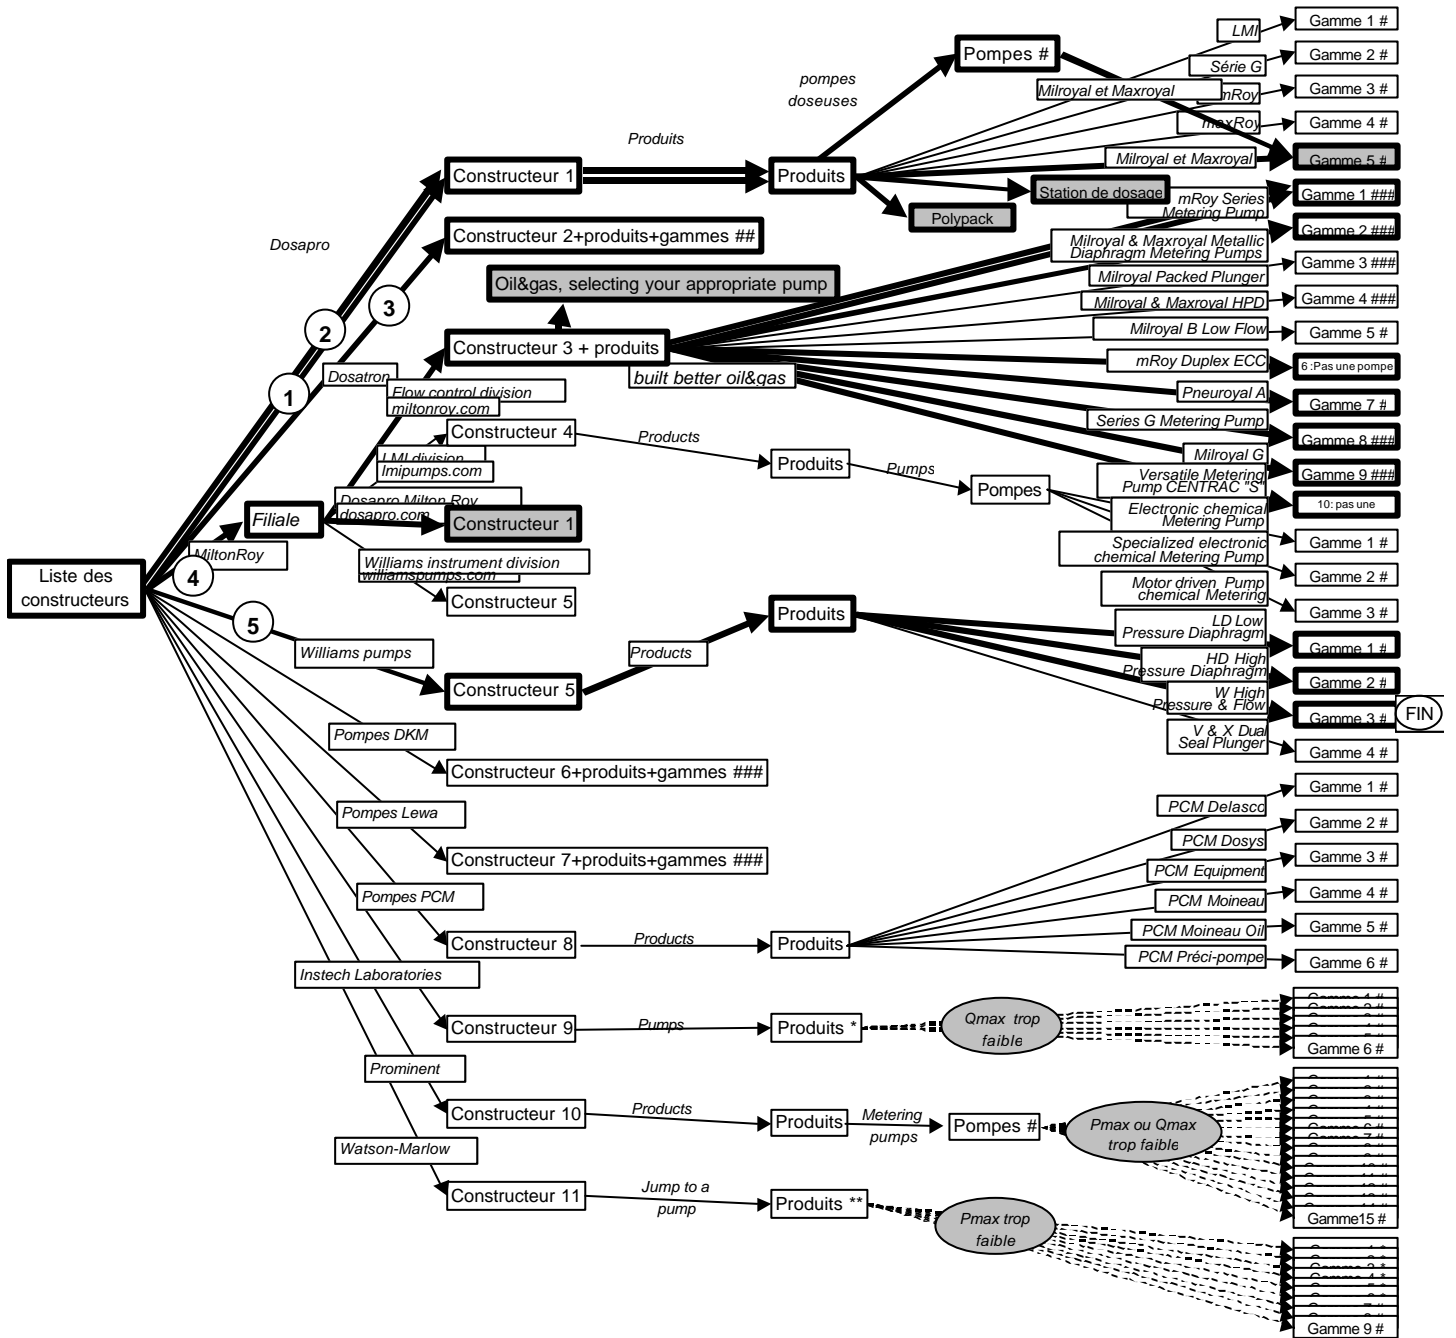 LMI
Gamme 1 #
Pompes #
Série G
Gamme 2 #
pompes
doseuses
Milroyal et Maxroyal
mRoy
Gamme 3 #
maxRoy
Gamme 4 #
Produits
Milroyal et Maxroyal
Gamme 5 #
Constructeur 1
Produits
Station de dosage
Polypack
mRoy Series
Metering Pump
Gamme 1 ###
Dosapro
Constructeur 2+produits+gammes ##
Milroyal & Maxroyal Metallic
Diaphragm Metering Pumps
Gamme 2 ###
Oil&gas, selecting your appropriate pump
Milroyal Packed Plunger
Gamme 3 ###
3
Milroyal & Maxroyal HPD
Gamme 4 ###
2
Constructeur 3 + produits
Milroyal B Low Flow
Gamme 5 #
1
Dosatron
built better oil&gas
mRoy Duplex ECC
6 :Pas une pompe
Flow control division
miltonroy.com
Pneuroyal A
Gamme 7 #
Constructeur 4
Products
Series G Metering Pump
Gamme 8 ###
LMI division
lmipumps.com
Produits
Pumps
Milroyal G
Gamme 9 ###
Pompes
Versatile Metering
Pump CENTRAC "S"
10: pas une
Dosapro Milton Roy
dosapro.com
Filiale
Constructeur 1
Electronic chemical
Metering Pump
Gamme 1 #
MiltonRoy
Williams instrument division
williamspumps.com
Specialized electronic
chemical Metering Pump
Gamme 2 #
4
Liste des
constructeurs
Constructeur 5
Motor driven Pump
chemical Metering
Gamme 3 #
5
Produits
LD Low
Pressure Diaphragm
Gamme 1 #
Williams pumps
Products
HD High
Pressure Diaphragm
Gamme 2 #
Constructeur 5
W High
Pressure & Flow
Gamme 3 #
FIN
Pompes DKM
V & X Dual
Seal Plunger
Gamme 4 #
Constructeur 6+produits+gammes ###
Gamme 1 #
Pompes Lewa
PCM Delasco
Gamme 2 #
PCM Dosys
Constructeur 7+produits+gammes ###
Gamme 3 #
PCM Equipment
Pompes PCM
PCM Moineau
Gamme 4 #
Constructeur 8
Products
Produits
PCM Moineau Oil
Gamme 5 #
Instech Laboratories
PCM Préci-pompe
Gamme 6 #
Constructeur 9
Pumps
Produits *
Qmax trop
faible
Gamme 6 #
Prominent
Constructeur 10
Products
Produits
Metering
pumps
Pompes #
Pmax ou Qmax
trop faible
Watson-Marlow
Constructeur 11
Jump to a
pump
Produits **
Pmax trop
faible
Gamme15 #
Gamme 9 #